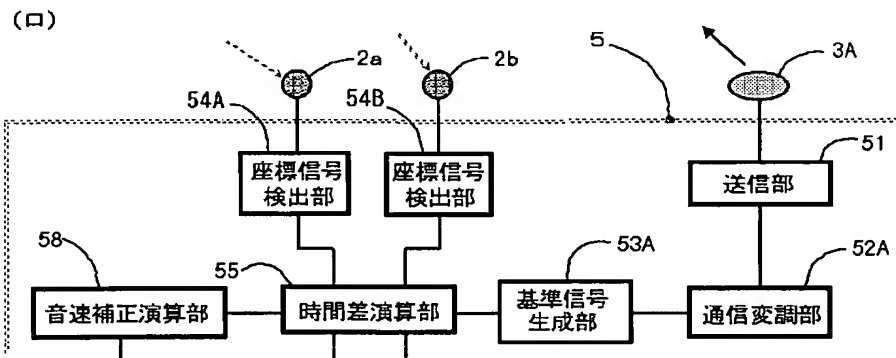 (ロ)
2a
2b
5
3A
54A
54B
51
座標信号
検出部
座標信号
検出部
送信部
58
55
53A
52A
音速補正演算部
時間差演算部
基準信号
生成部
通信変調部